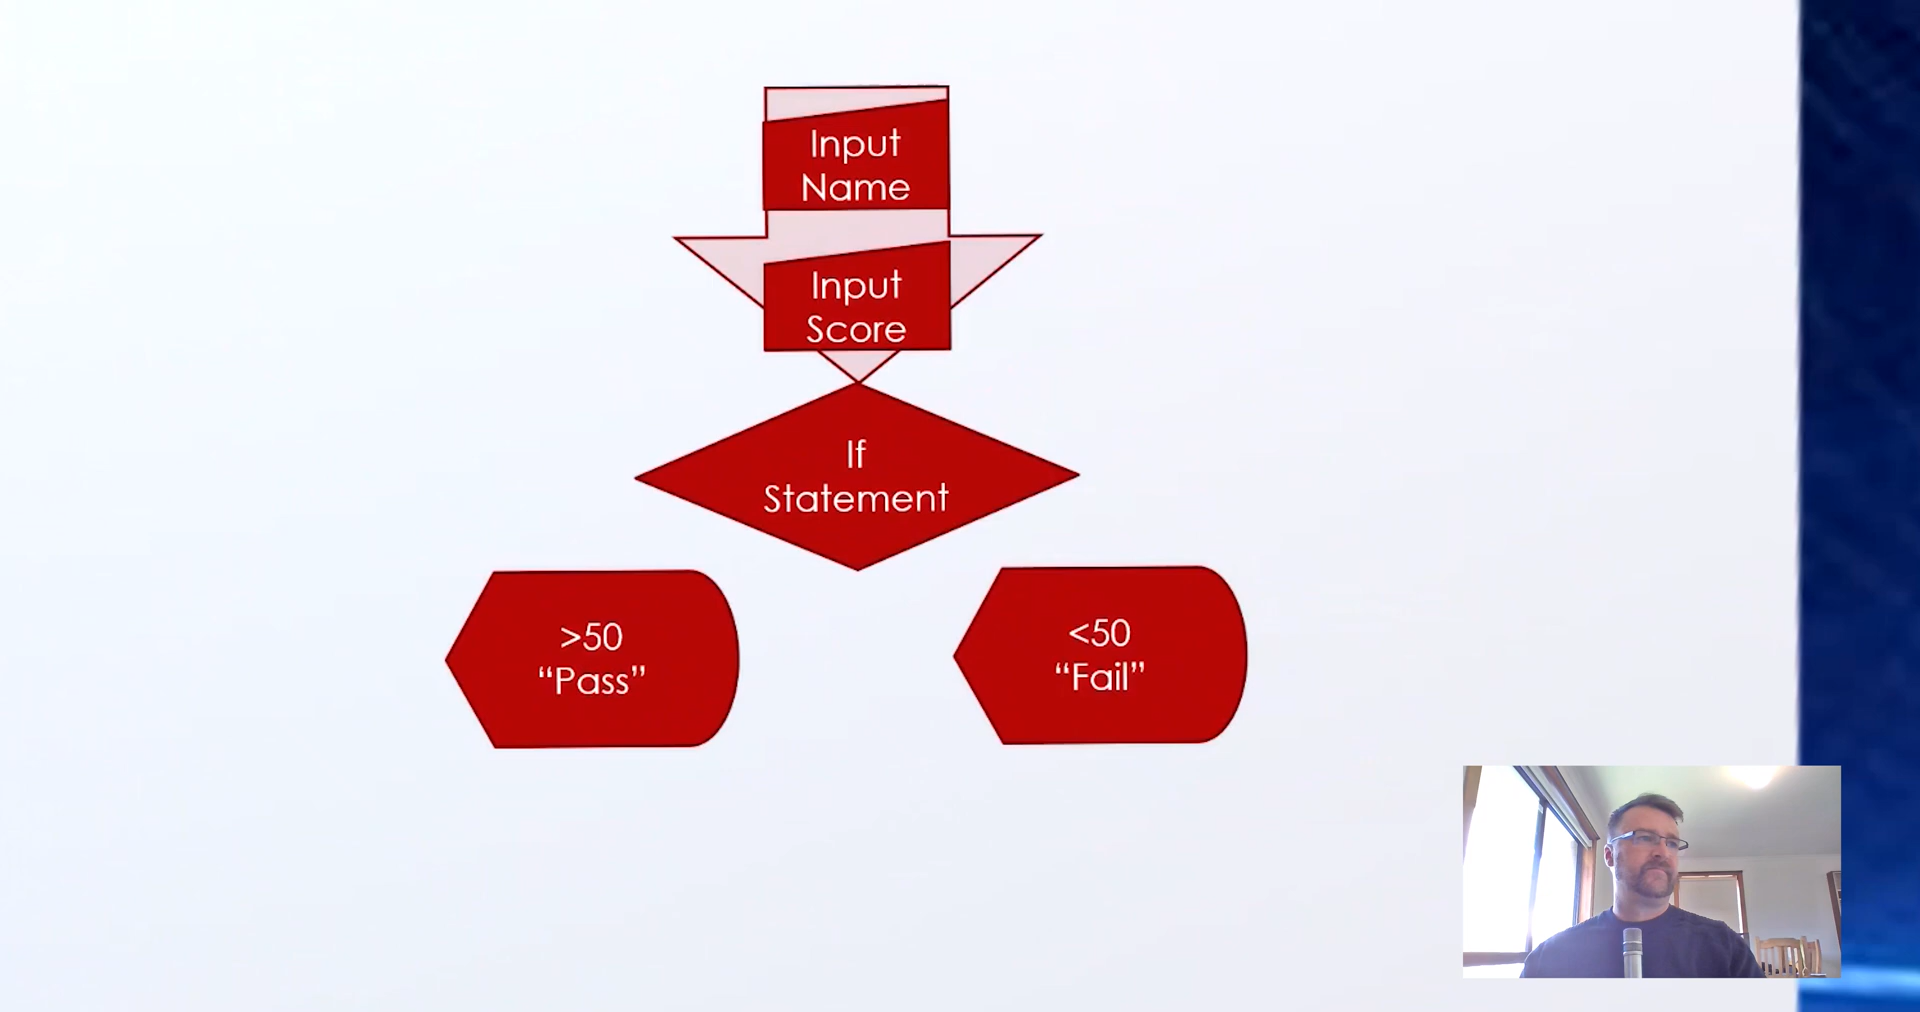 Input
Name
Input
Score
If
Statement
>50
“Pass”
<50
“Fail”